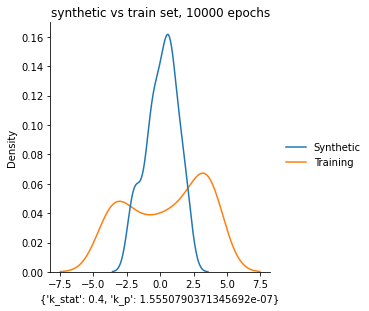 synthetic vs train set, 10000 epochs
0.16
0.14
0.12
0.10
0.08
0.06
0.04
0.02
0.00
Density
−7.5 −5.0 −2.5 0.0 2.5 5.0 7.5
{'k_stat': 0.4, 'k_p': 1.5550790371345692e-07}
Synthetic
Training